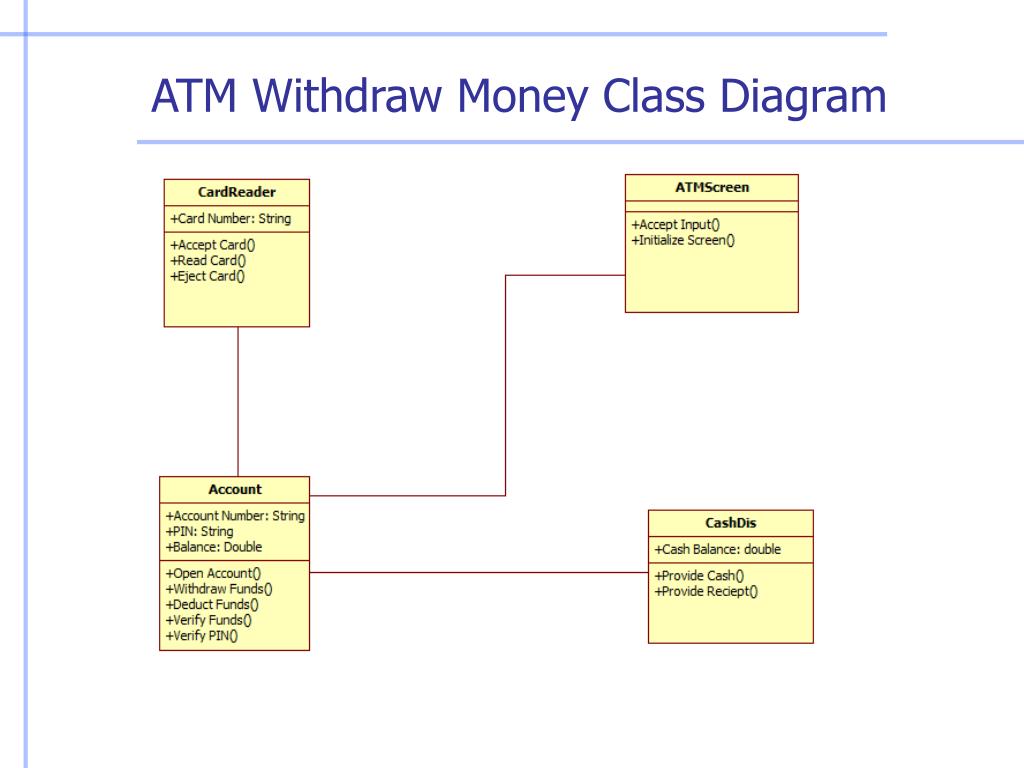 ATM Withdraw Money Class Diagram
CardReader
+Card Number: String
+Accept Card()
+Read Card()
+Eject Card()
ATMScreen
+Accept Input()
+Initialize Screen()
Account
+Account Number: String
+PIN: String
+Balance: Double
+Open Account()
+Withdraw Funds()
+Deduct Funds()
+Verify Funds()
+Verify PIN()
CashDis
+Cash Balance: double
+Provide Cash()
+Provide Reciept()